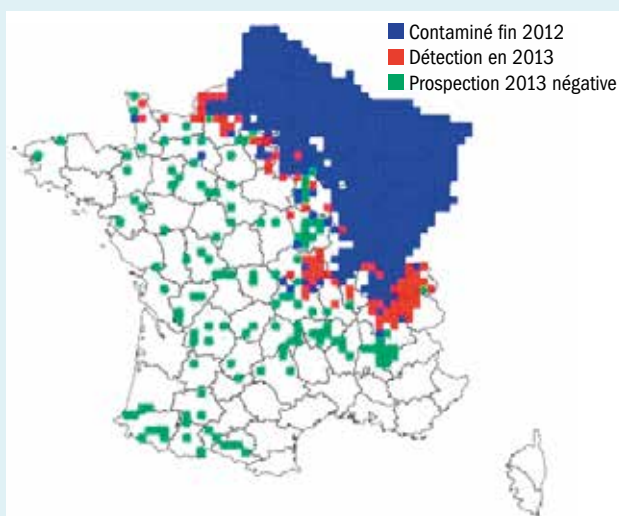 Contaminé fin 2012
Détection en 2013
Prospection 2013 négative